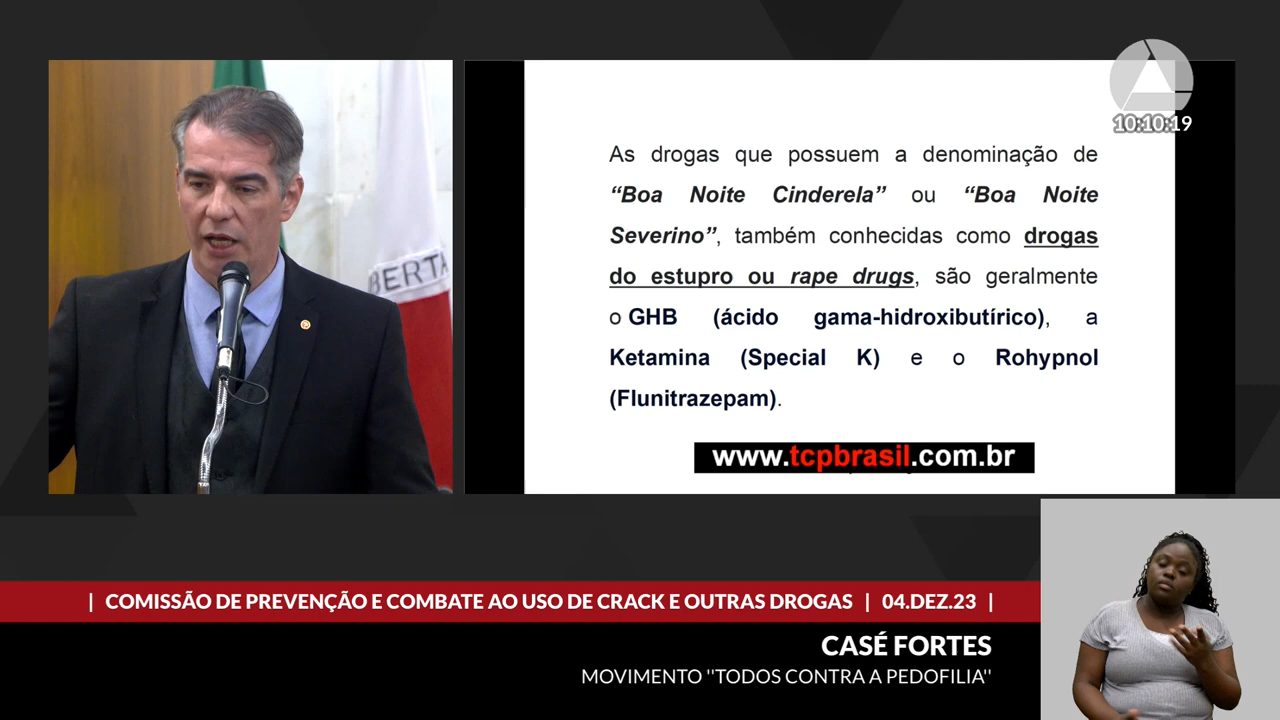 10:10:19
BERTA
As drogas que possuem a denominação de
“Boa Noite Cinderela” ou “Boa Noite
Severino”, também conhecidas como drogas
do estupro ou rape drugs, são geralmente
o GHB (ácido gama-hidroxibutírico), a
Ketamina (Special K) e o Rohypnol
(Flunitrazepam).
www.tcpbrasil.com.br
| COMISSÃO DE PREVENÇÃO E COMBATE AO USO DE CRACK E OUTRAS DROGAS | 04.DEZ.23 |
CASÉ FORTES
MOVIMENTO "TODOS CONTRA A PEDOFILIA"